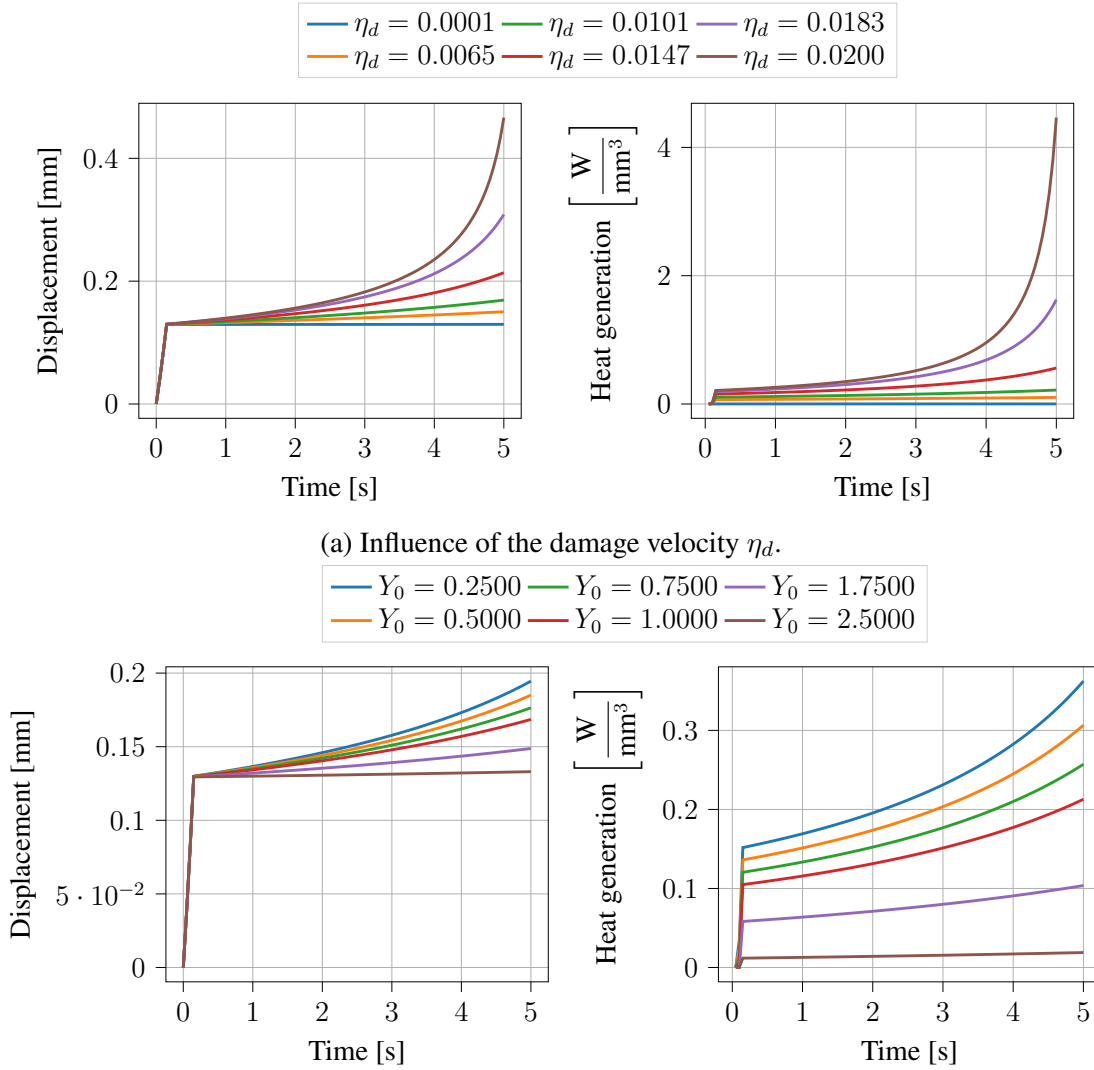 η_d = 0.0001 η_d = 0.0101 η_d = 0.0183
η_d = 0.0065 η_d = 0.0147 η_d = 0.0200
Displacement [mm]
0.4
0.2
0
0 1 2 3 4 5
Time [s]
Heat generation [W/mm³]
4
2
0
0 1 2 3 4 5
Time [s]
(a) Influence of the damage velocity η_d.
Y_0 = 0.2500 Y_0 = 0.7500 Y_0 = 1.7500
Y_0 = 0.5000 Y_0 = 1.0000 Y_0 = 2.5000
Displacement [mm]
0.2
0.15
0.1
5 · 10⁻²
0
0 1 2 3 4 5
Time [s]
Heat generation [W/mm³]
0.3
0.2
0.1
0
0 1 2 3 4 5
Time [s]